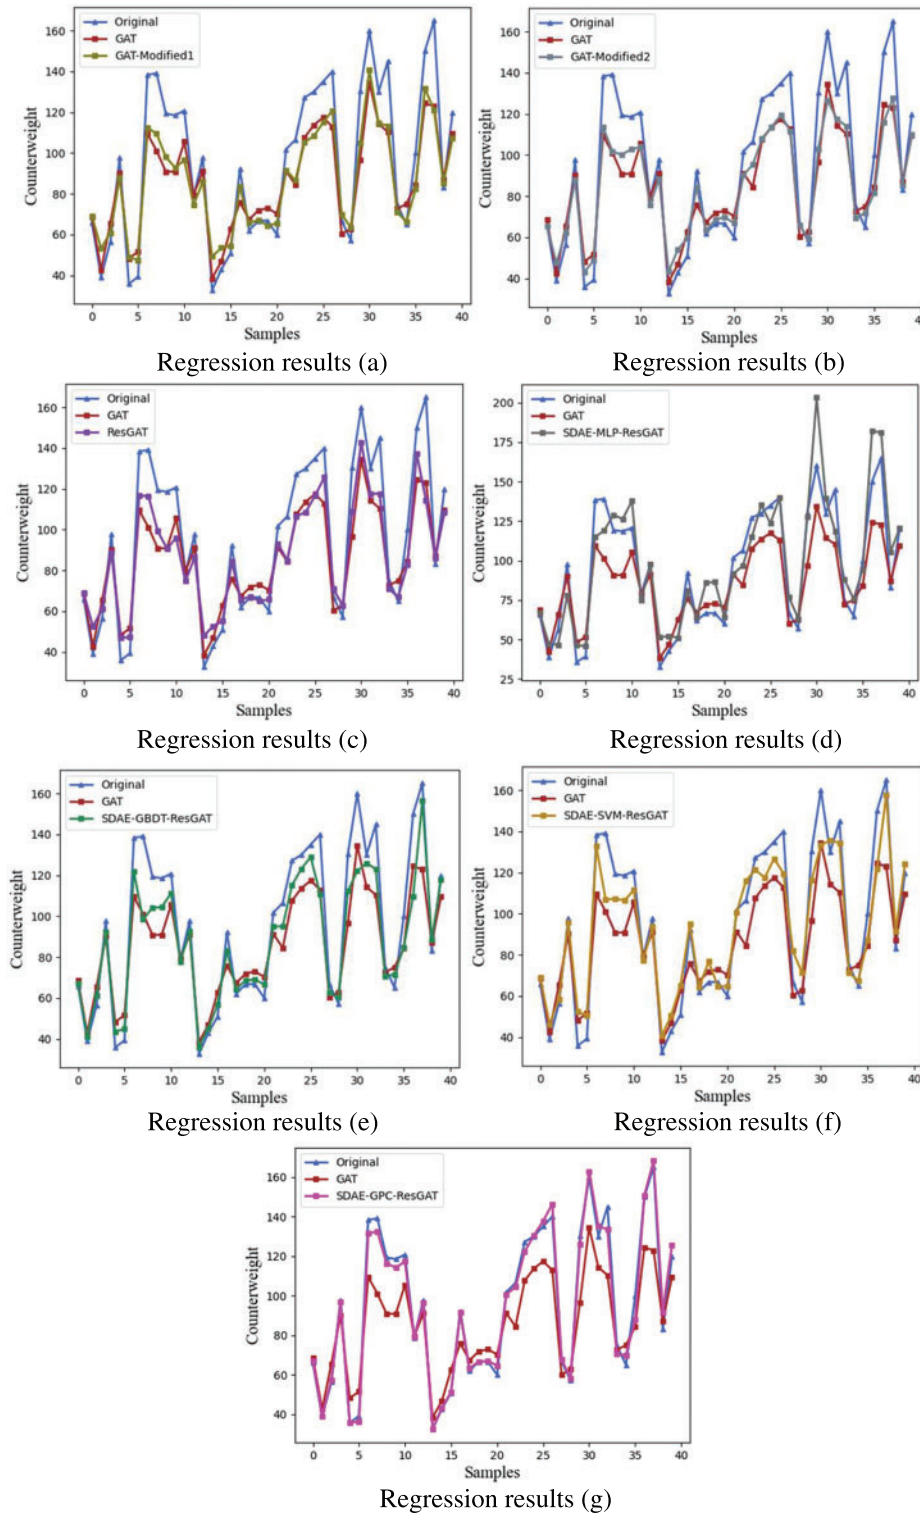 Original
GAT
GAT-Modified1
160
140
120
100
80
60
40
Counterweight
0 5 10 15 20 25 30 35 40
Samples
Regression results (a)
Original
GAT
GAT-Modified2
160
140
120
100
80
60
40
Counterweight
0 5 10 15 20 25 30 35 40
Samples
Regression results (b)
Original
GAT
ResGAT
160
140
120
100
80
60
40
Counterweight
0 5 10 15 20 25 30 35 40
Samples
Regression results (c)
Original
GAT
SDAE-MLP-ResGAT
200
175
150
125
100
75
50
25
Counterweight
0 5 10 15 20 25 30 35 40
Samples
Regression results (d)
Original
GAT
SDAE-GBDT-ResGAT
160
140
120
100
80
60
40
Counterweight
0 5 10 15 20 25 30 35 40
Samples
Regression results (e)
Original
GAT
SDAE-SVM-ResGAT
160
140
120
100
80
60
40
Counterweight
0 5 10 15 20 25 30 35 40
Samples
Regression results (f)
Original
GAT
SDAE-GPC-ResGAT
160
140
120
100
80
60
40
Counterweight
0 5 10 15 20 25 30 35 40
Samples
Regression results (g)